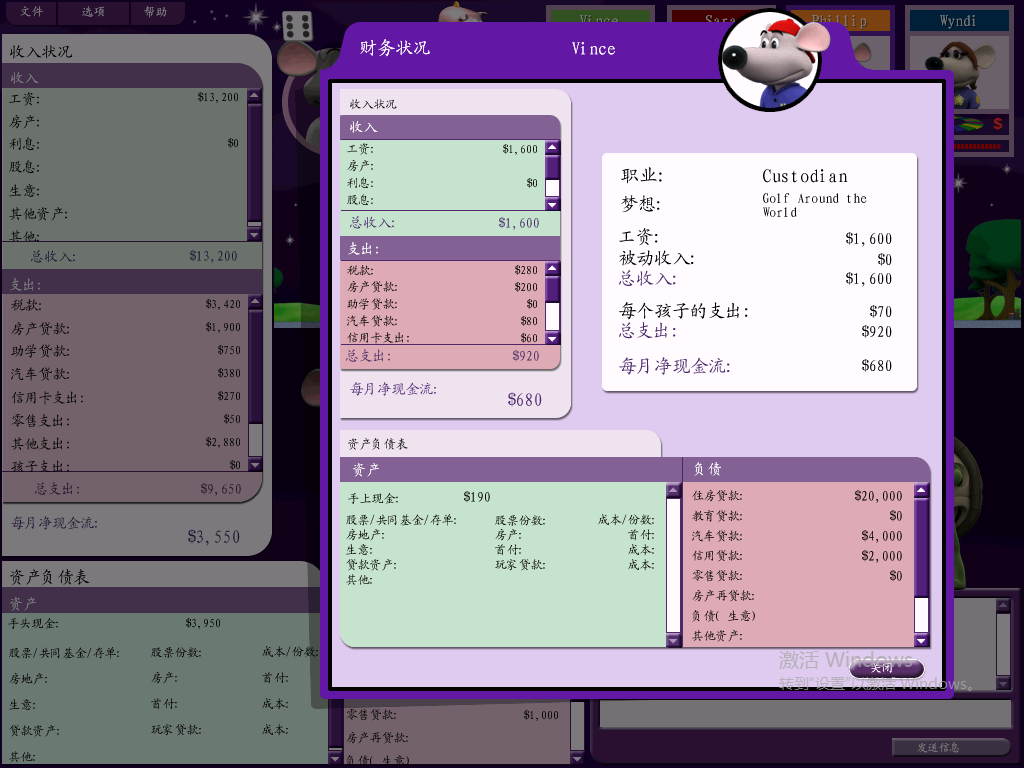 文件 选项 帮助
Vince Sara Phillip Wyndi
收入状况
收入
工资: $13,200
房产:
利息: $0
股息:
生意:
其他资产:
其他:
总收入: $13,200
支出:
税款: $3,420
房产贷款: $1,900
助学贷款: $750
汽车贷款: $380
信用卡支出: $270
零售支出: $50
其他支出: $2,880
孩子支出: $0
总支出: $9,650
每月净现金流:
$3,550
资产负债表
资产
手头现金: $3,950
股票/共同基金/存单: 股票份数: 成本/份数:
房地产: 房产: 首付:
生意: 首付: 成本:
贷款资产: 玩家贷款: 成本:
其他:
财务状况 Vince
收入状况
收入
工资: $1,600
房产:
利息: $0
股息:
总收入: $1,600
支出:
税款: $280
房产贷款: $200
助学贷款: $0
汽车贷款: $80
信用卡支出: $60
总支出: $920
每月净现金流:
$680
职业: Custodian
梦想: Golf Around the
World
工资: $1,600
被动收入: $0
总收入: $1,600
每个孩子的支出: $70
总支出: $920
每月净现金流: $680
资产负债表
资产
手上现金: $190
股票/共同基金/存单: 股票份数: 成本/份数:
房地产: 房产: 首付:
生意: 首付: 成本:
贷款资产: 玩家贷款: 成本:
其他:
负债
住房贷款: $20,000
教育贷款: $0
汽车贷款: $4,000
信用贷款: $2,000
零售贷款: $0
房产再贷款:
负债( 生意)
其他资产:
关闭
激活 Windows
转到"设置"以激活 Windows。
零售贷款: $1,000
房产再贷款:
负债( 生意)
发送信息
$